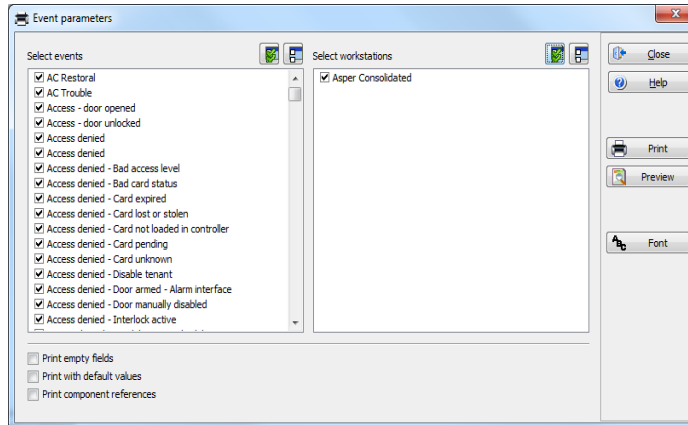 Event parameters
Select events
Select workstations
AC Restoral
AC Trouble
Access - door opened
Access - door unlocked
Access denied
Access denied
Access denied - Bad access level
Access denied - Bad card status
Access denied - Card expired
Access denied - Card lost or stolen
Access denied - Card not loaded in controller
Access denied - Card pending
Access denied - Card unknown
Access denied - Disable tenant
Access denied - Door armed - Alarm interface
Access denied - Door manually disabled
Access denied - Interlock active
Asper Consolidated
Print empty fields
Print with default values
Print component references
Close
Help
Print
Preview
ABC Font